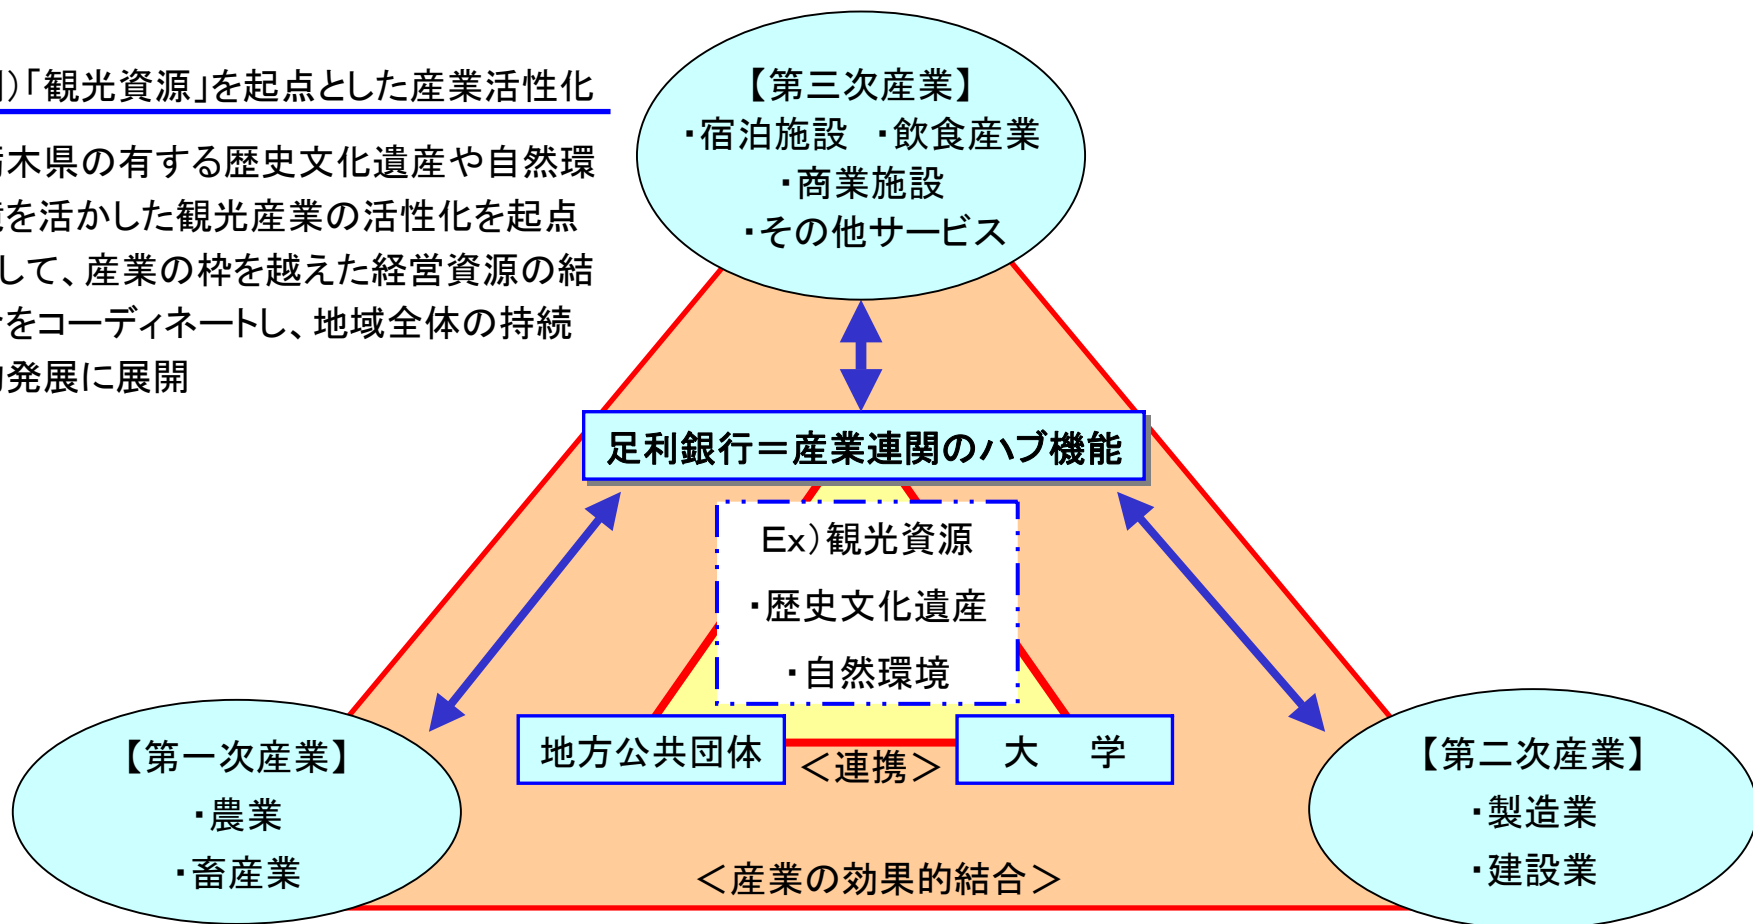 )「観光資源」を起点とした産業活性化
木県の有する歴史文化遺産や自然環
を活かした観光産業の活性化を起点
して、産業の枠を越えた経営資源の結
をコーディネートし、地域全体の持続
発展に展開
【第三次産業】
・宿泊施設 ・飲食産業
・商業施設
・その他サービス
足利銀行＝産業連関のハブ機能
Ex)観光資源
・歴史文化遺産
・自然環境
地方公共団体
＜連携＞
大 学
【第一次産業】
・農業
・畜産業
【第二次産業】
・製造業
・建設業
＜産業の効果的結合＞